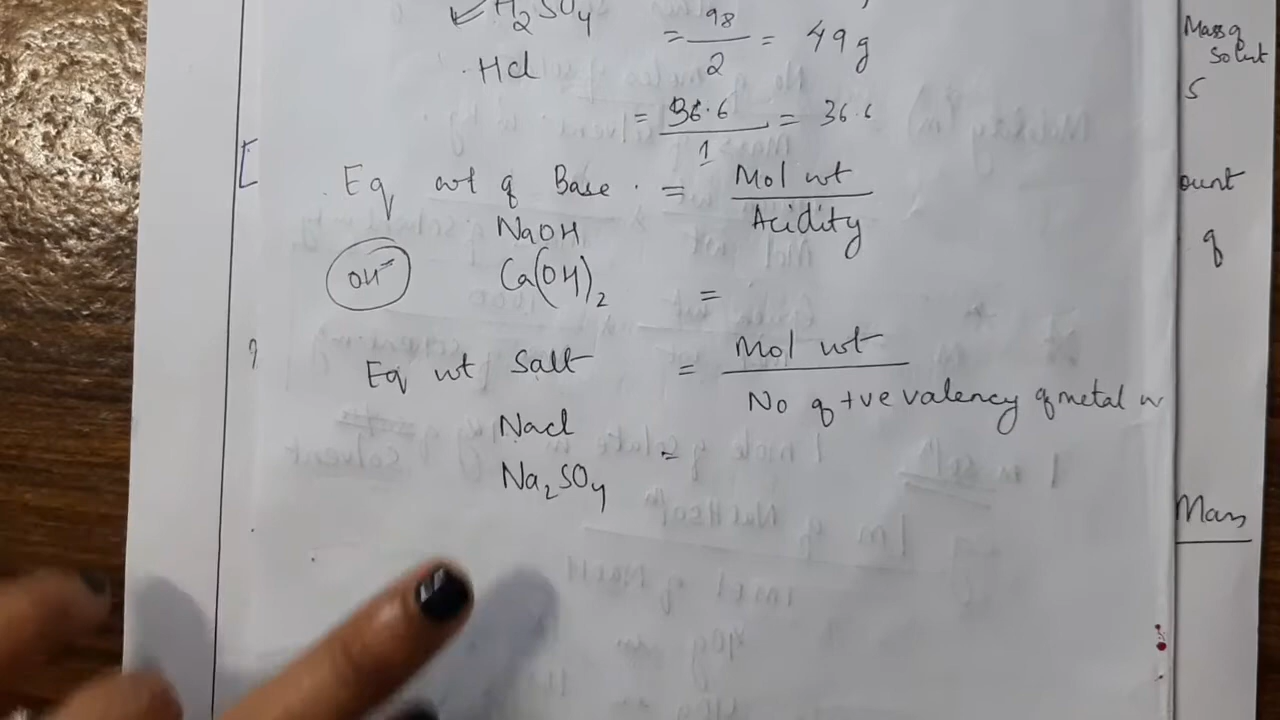 H2SO4 = 98/2 = 49 g
HCl
= 36.6/1 = 36.6
Eq wt of Base = Mol wt / Acidity
NaOH
OH- Ca(OH)2 =
Eq wt Salt = Mol wt / No of +ve valency of metal
NaCl
Na2SO4 =
Mass of
Solvent
S
ount
of
Mass